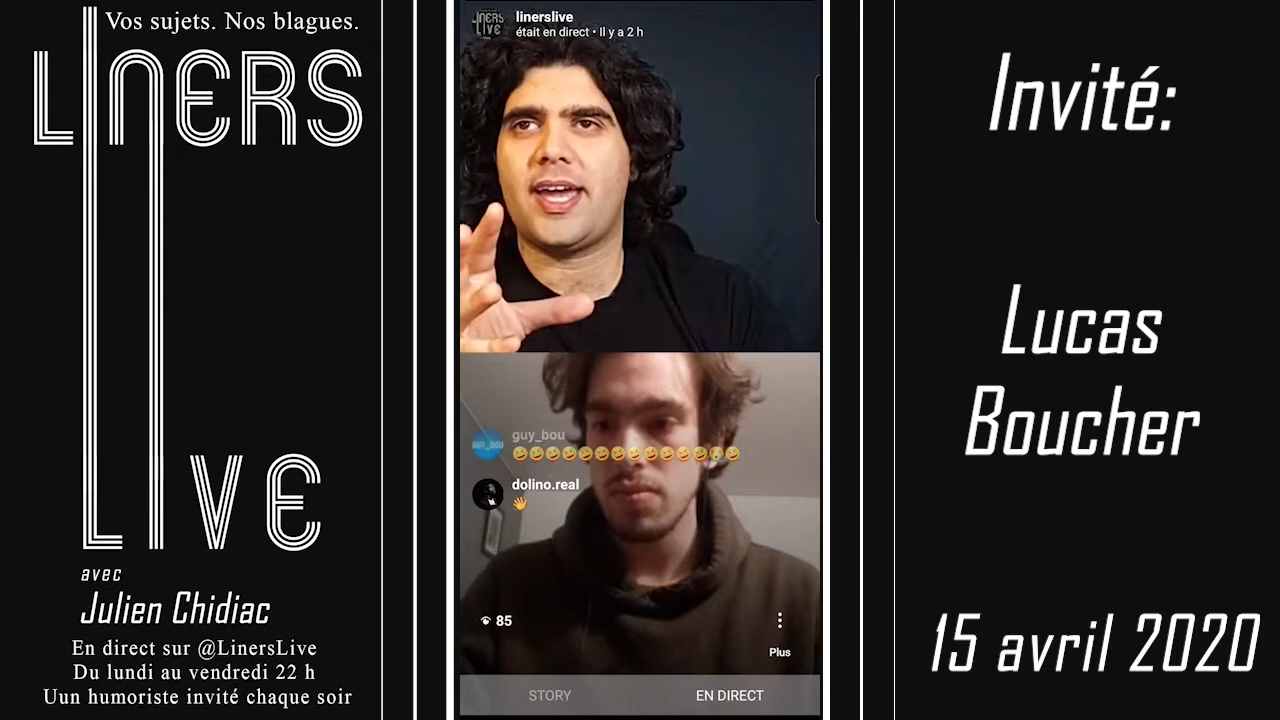 Vos sujets. Nos blagues.
LINERS
LIVE
avec
Julien Chidiac
En direct sur @LinersLive
Du lundi au vendredi 22 h
Uun humoriste invité chaque soir
linerslive
était en direct • Il y a 2 h
guy_bou
🤣🤣🤣🤣🤣🤣🤣🤣🤣🤣🤣🤣😭🤣
dolino.real
👋
85
Plus
STORY
EN DIRECT
Invité:
Lucas
Boucher
15 avril 2020